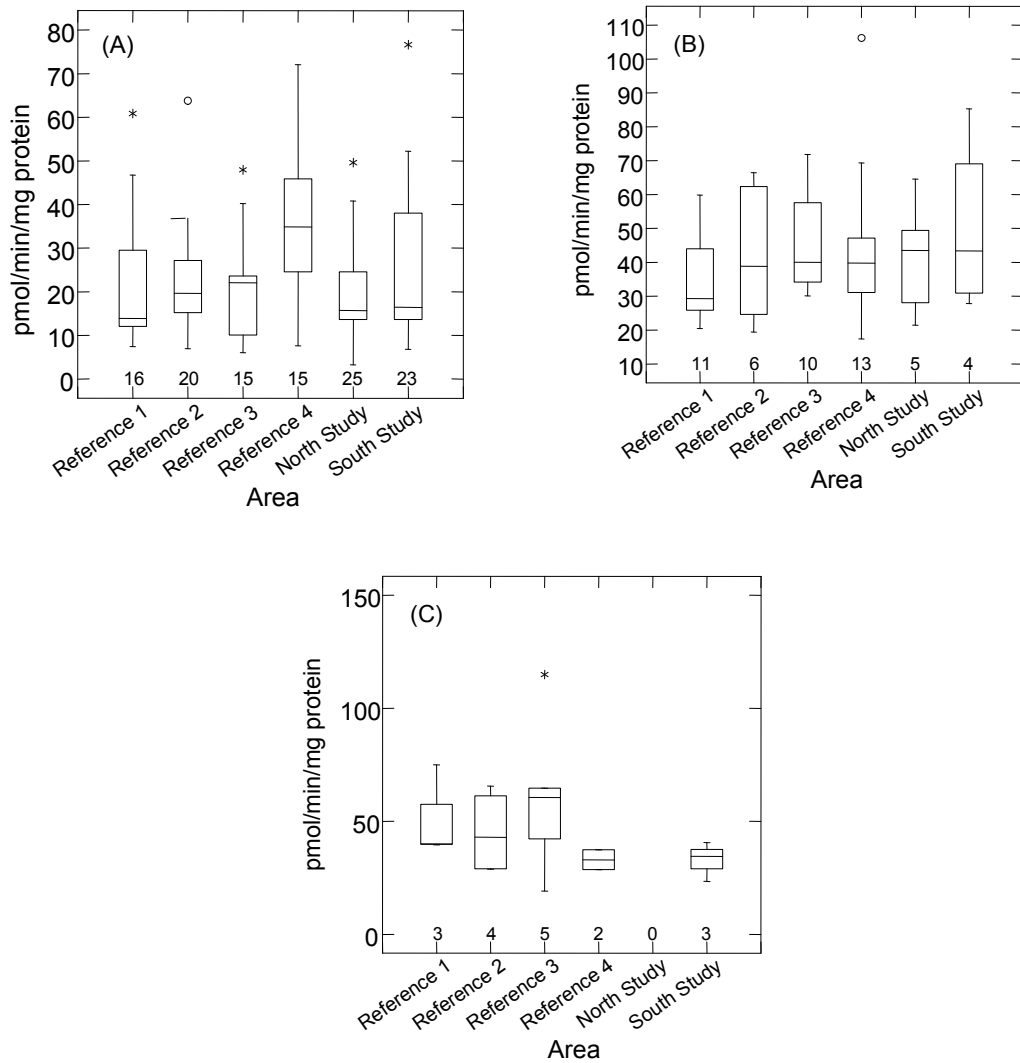 (A)
pmol/min/mg protein
80
70
60
50
40
30
20
10
0
16 20 15 15 25 23
Reference 1
Reference 2
Reference 3
Reference 4
North Study
South Study
Area
(B)
pmol/min/mg protein
110
100
90
80
70
60
50
40
30
20
10
11 6 10 13 5 4
Reference 1
Reference 2
Reference 3
Reference 4
North Study
South Study
Area
(C)
pmol/min/mg protein
150
100
50
0
3 4 5 2 0 3
Reference 1
Reference 2
Reference 3
Reference 4
North Study
South Study
Area